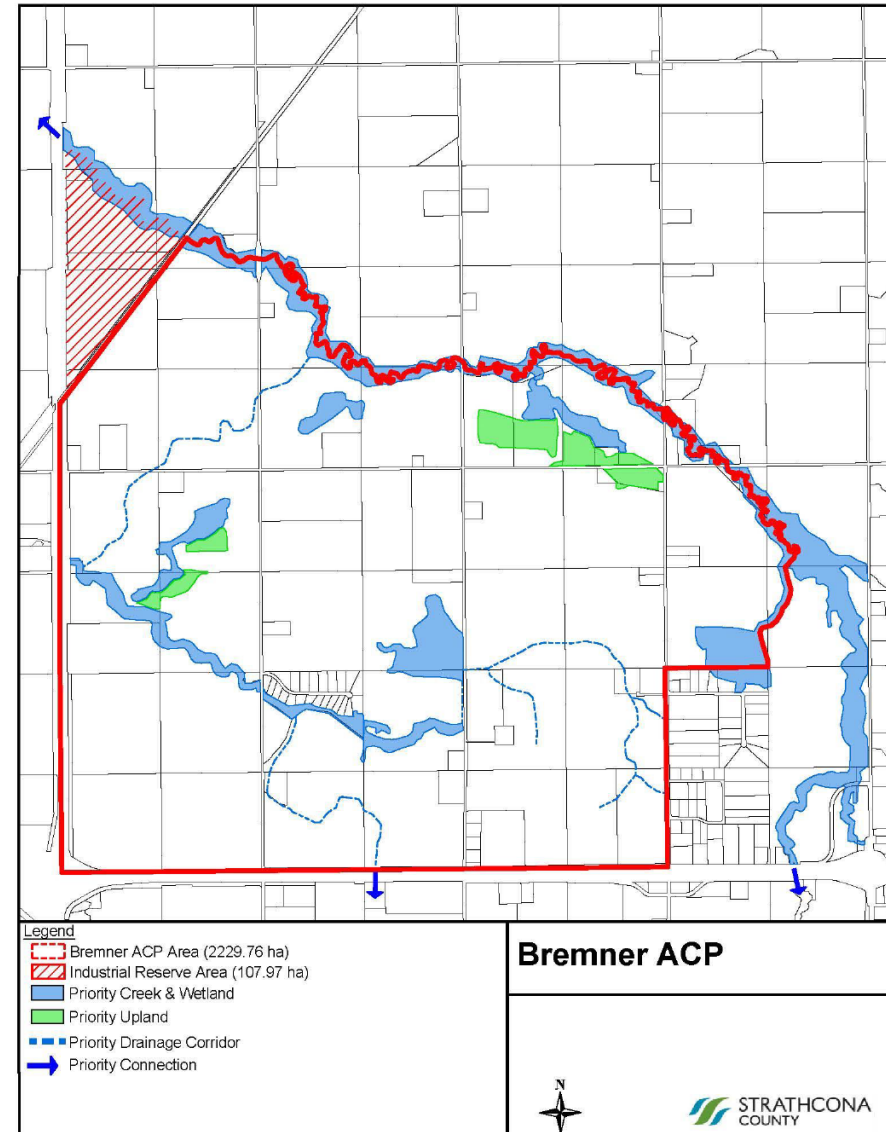 Legend
Bremner ACP Area (2229.76 ha)
Industrial Reserve Area (107.97 ha)
Priority Creek & Wetland
Priority Upland
Priority Drainage Corridor
Priority Connection
Bremner ACP
N
STRATHCONA
COUNTY